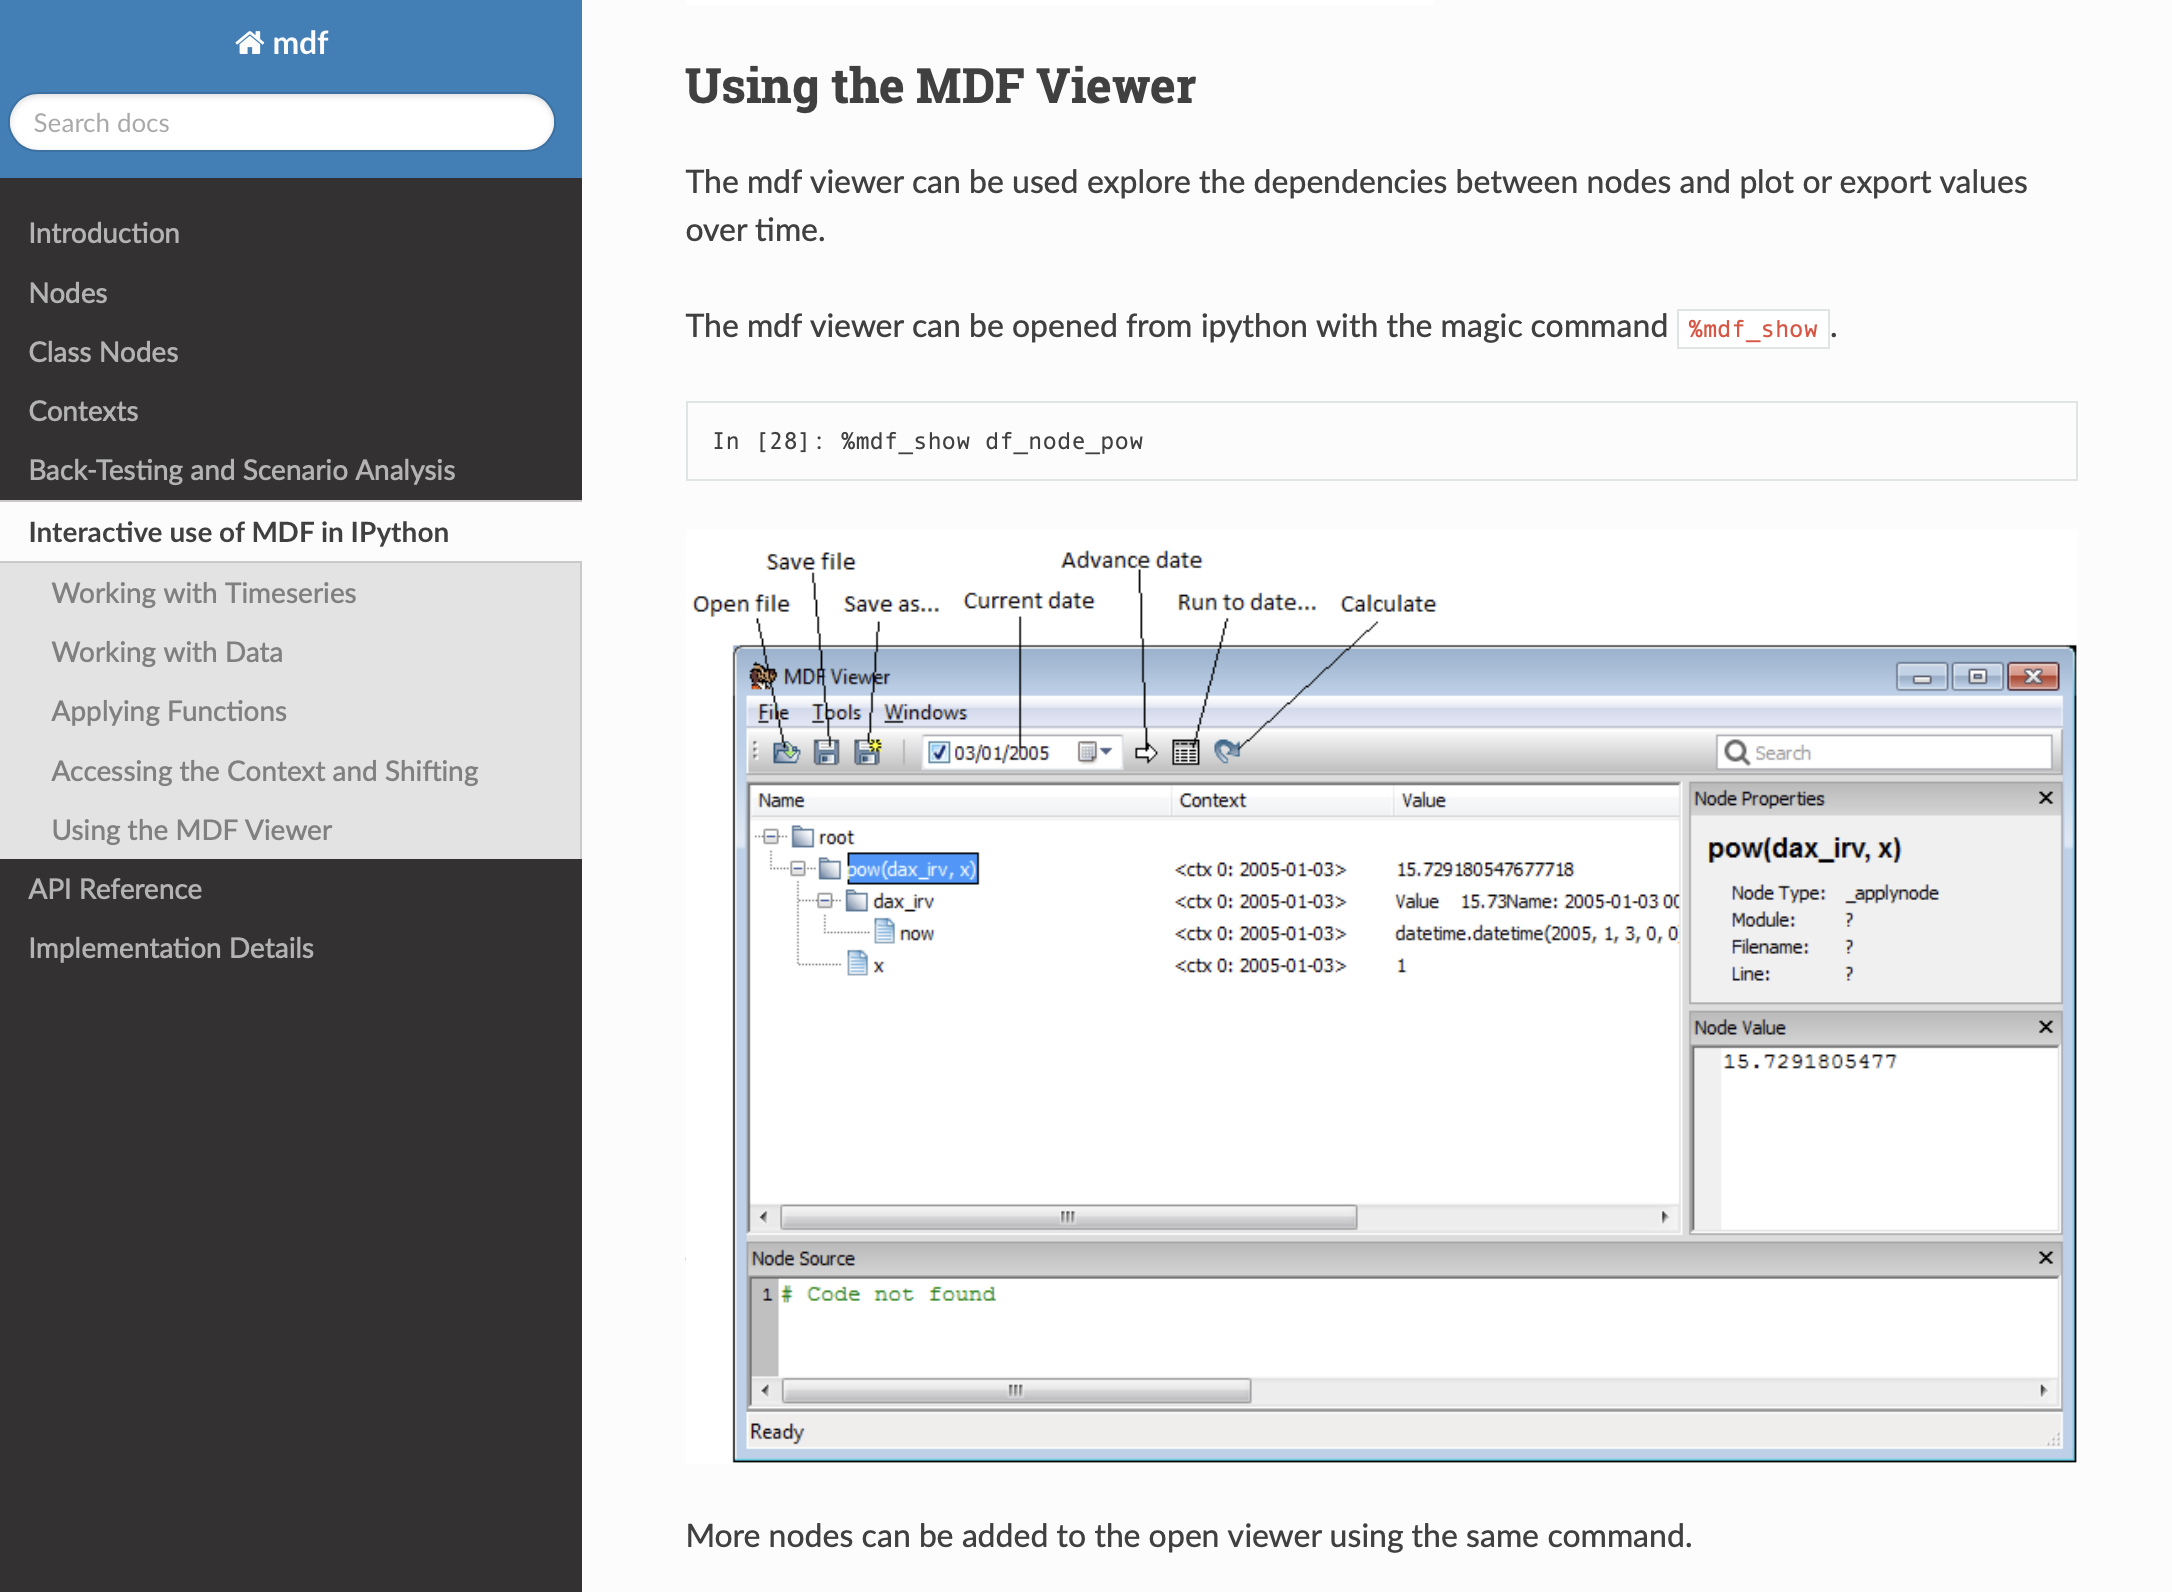 mdf
Search docs
Introduction
Nodes
Class Nodes
Contexts
Back-Testing and Scenario Analysis
Interactive use of MDF in IPython
Working with Timeseries
Working with Data
Applying Functions
Accessing the Context and Shifting
Using the MDF Viewer
API Reference
Implementation Details
Using the MDF Viewer
The mdf viewer can be used explore the dependencies between nodes and plot or export values
over time.
The mdf viewer can be opened from ipython with the magic command %mdf_show.
In [28]: %mdf_show df_node_pow
Save file Advance date
Open file Save as... Current date Run to date... Calculate
MDF Viewer
File Tools Windows
03/01/2005 Search
Name Context Value
root
pow(dax_irv, x) <ctx 0: 2005-01-03> 15.729180547677718
dax_irv <ctx 0: 2005-01-03> Value 15.73Name: 2005-01-03 00
now <ctx 0: 2005-01-03> datetime.datetime(2005, 1, 3, 0, 0
x <ctx 0: 2005-01-03> 1
Node Properties
pow(dax_irv, x)
Node Type: _applynode
Module: ?
Filename: ?
Line: ?
Node Value
15.7291805477
Node Source
1 # Code not found
Ready
More nodes can be added to the open viewer using the same command.